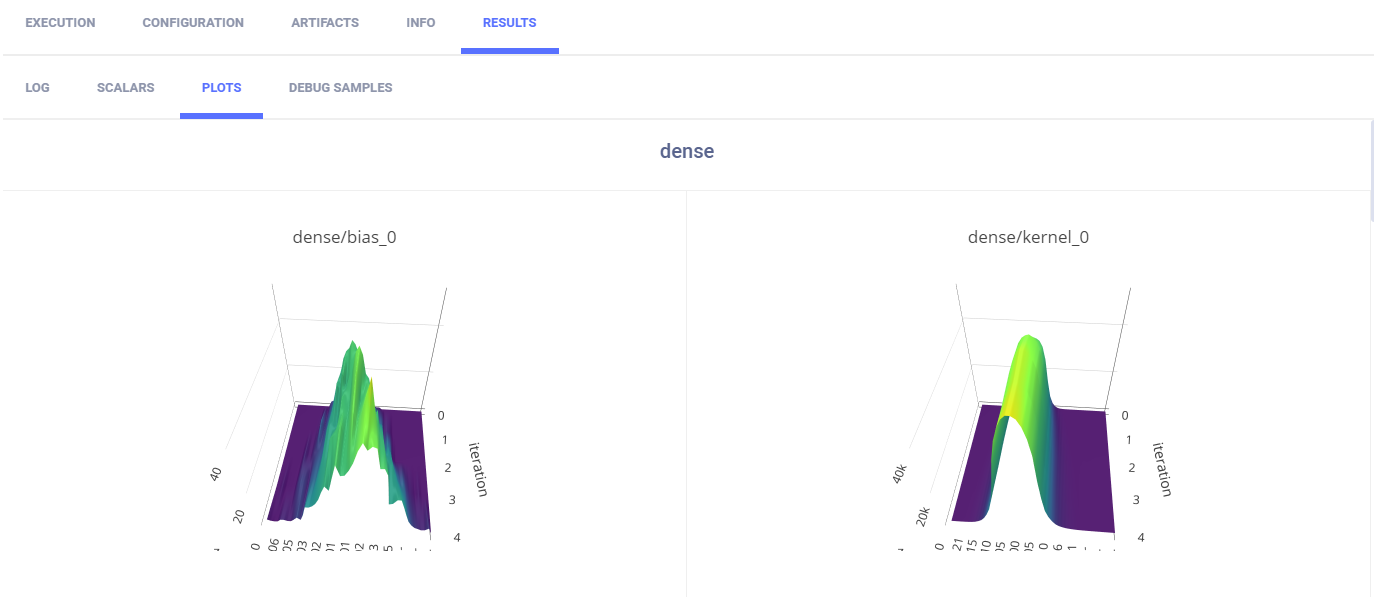 EXECUTION CONFIGURATION ARTIFACTS INFO RESULTS
LOG SCALARS PLOTS DEBUG SAMPLES
dense
dense/bias_0 dense/kernel_0
0
1
2
3
4
iteration
40
20
0
06 05 03 02 01 01 02 3 5
0
1
2
3
4
iteration
40k
20k
0
21 15 10 05 00 05 0 6 1